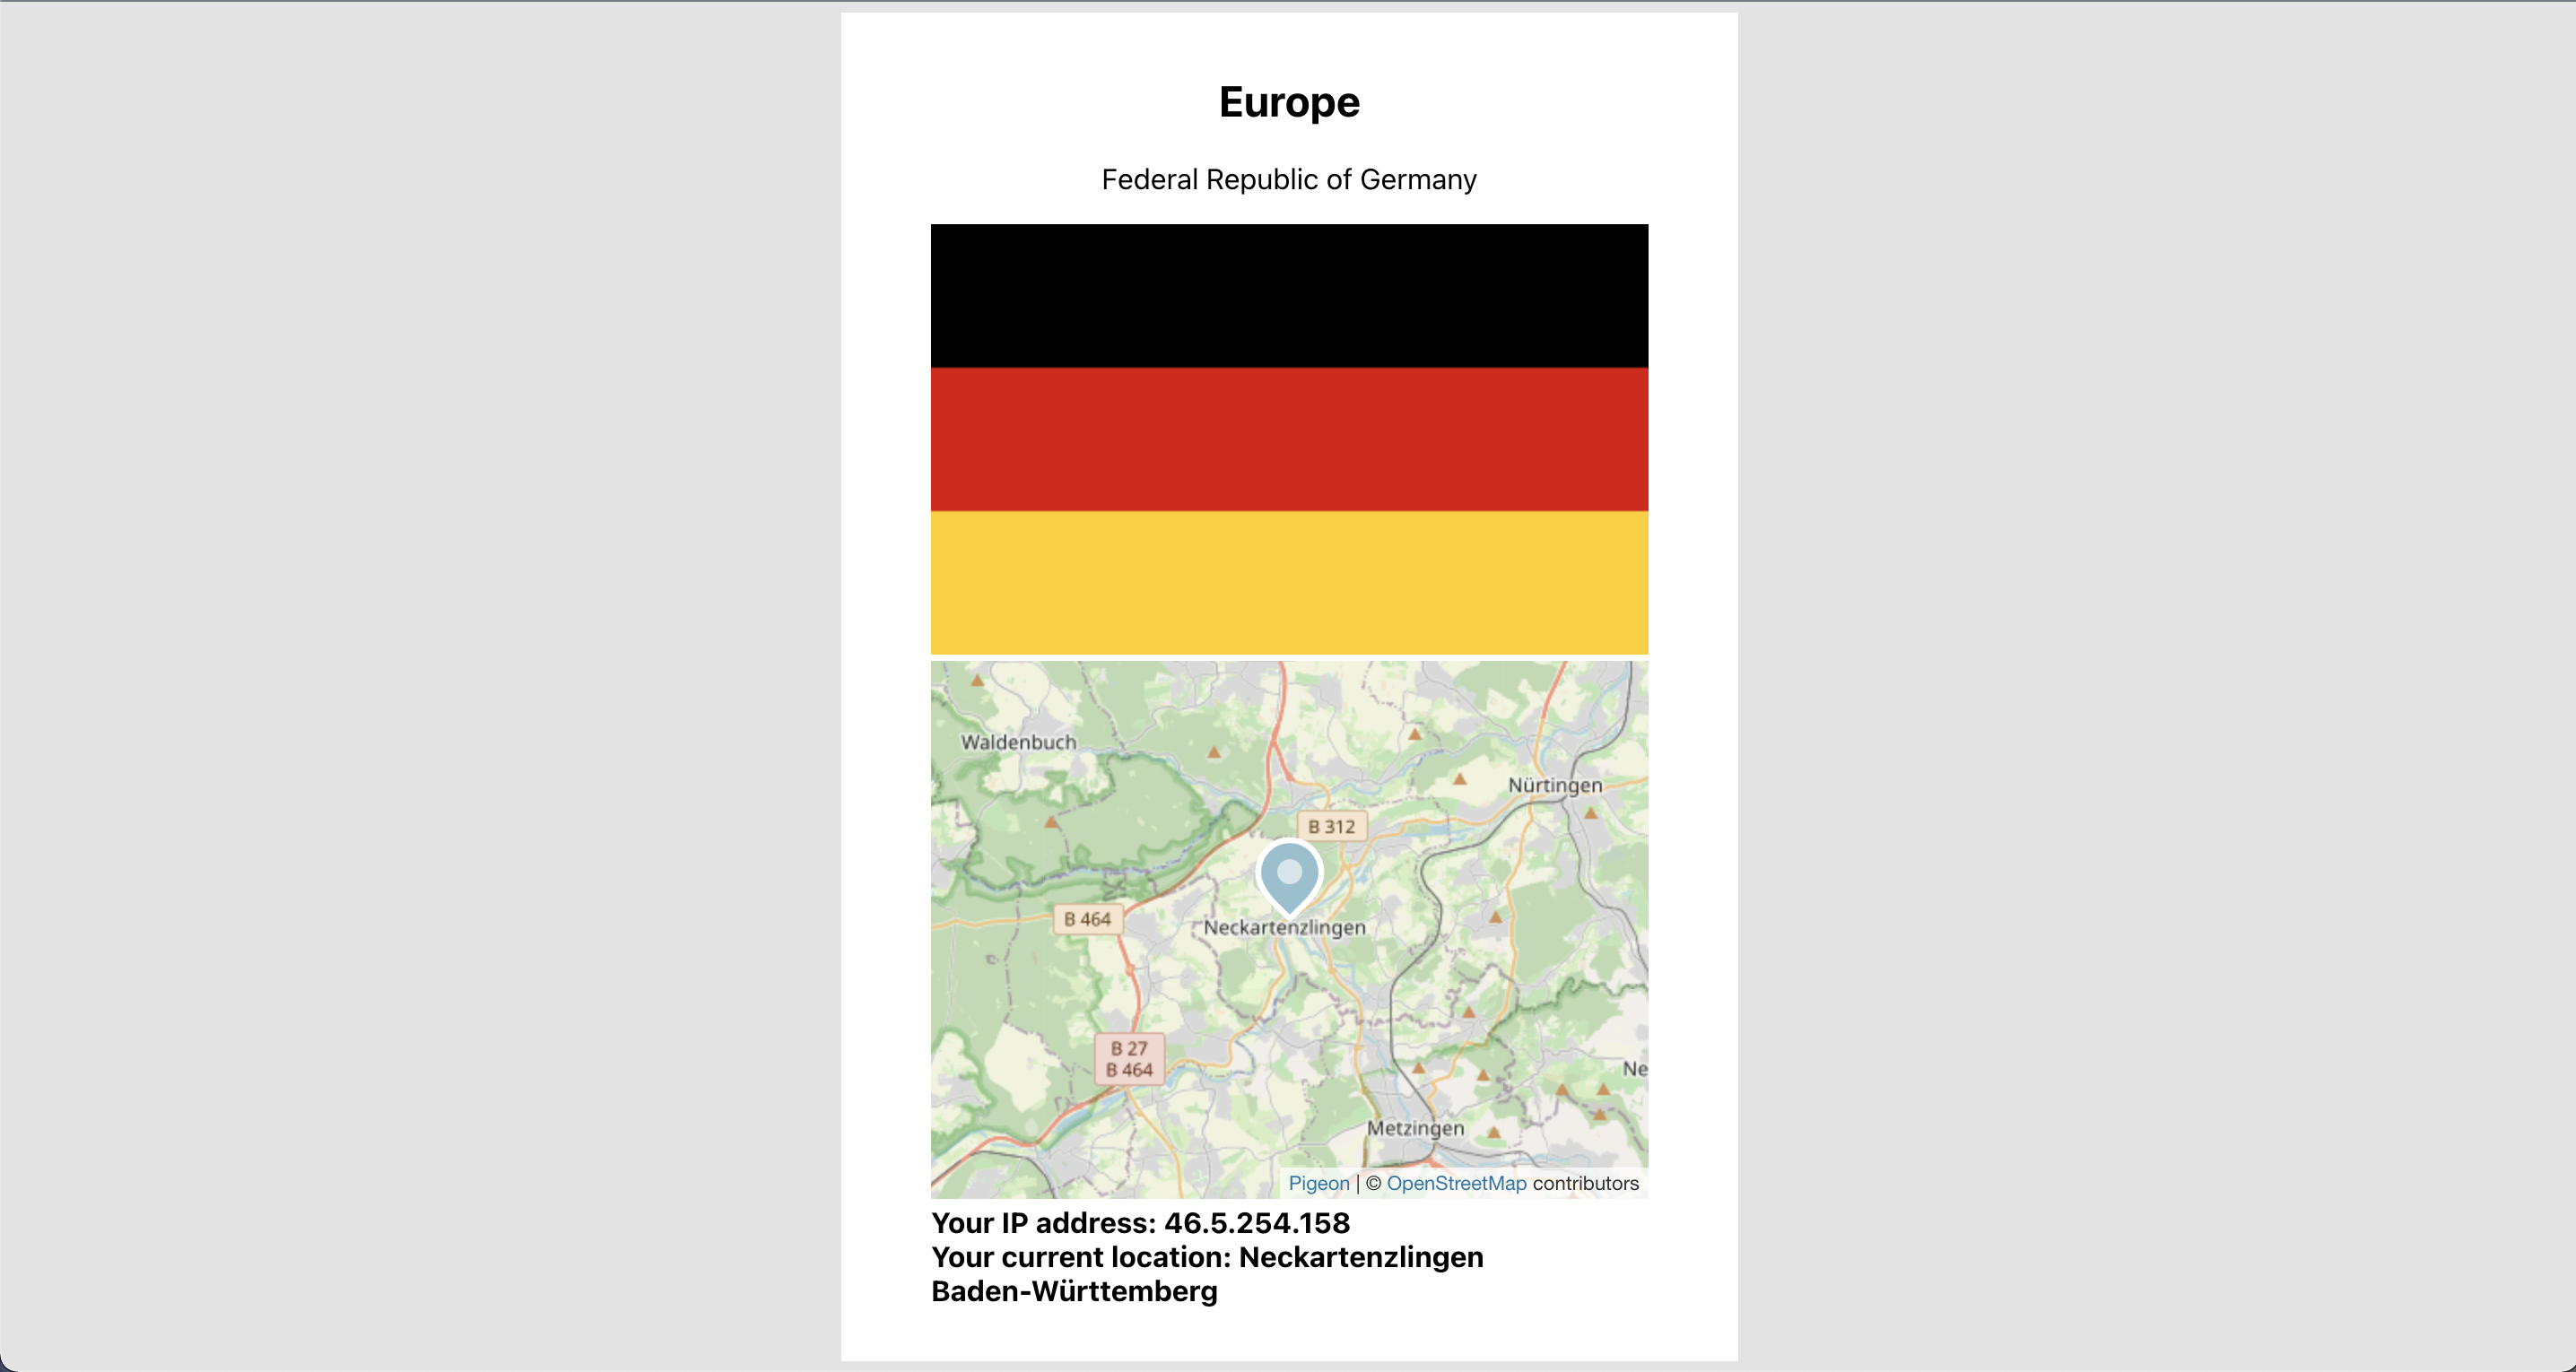 Europe
Federal Republic of Germany
Waldenbuch
Nürtingen
B 312
B 464
Neckartenzlingen
B 27
B 464
Ne
Metzingen
Pigeon | © OpenStreetMap contributors
Your IP address: 46.5.254.158
Your current location: Neckartenzlingen
Baden-Württemberg